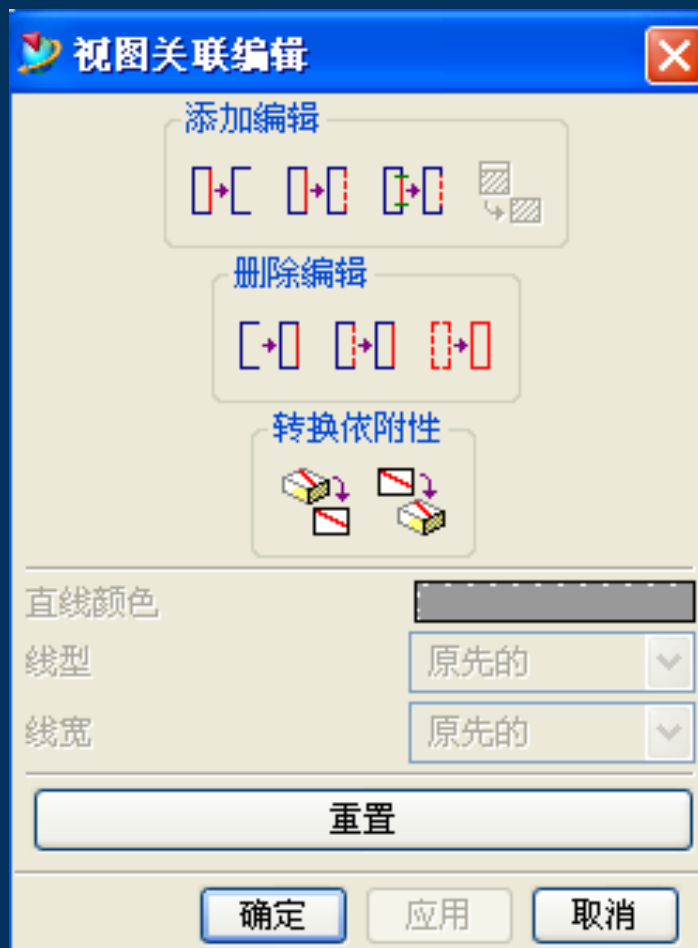 视图关联编辑
添加编辑
删除编辑
转换依附性
直线颜色
线型 原先的
线宽 原先的
重置
确定 应用 取消